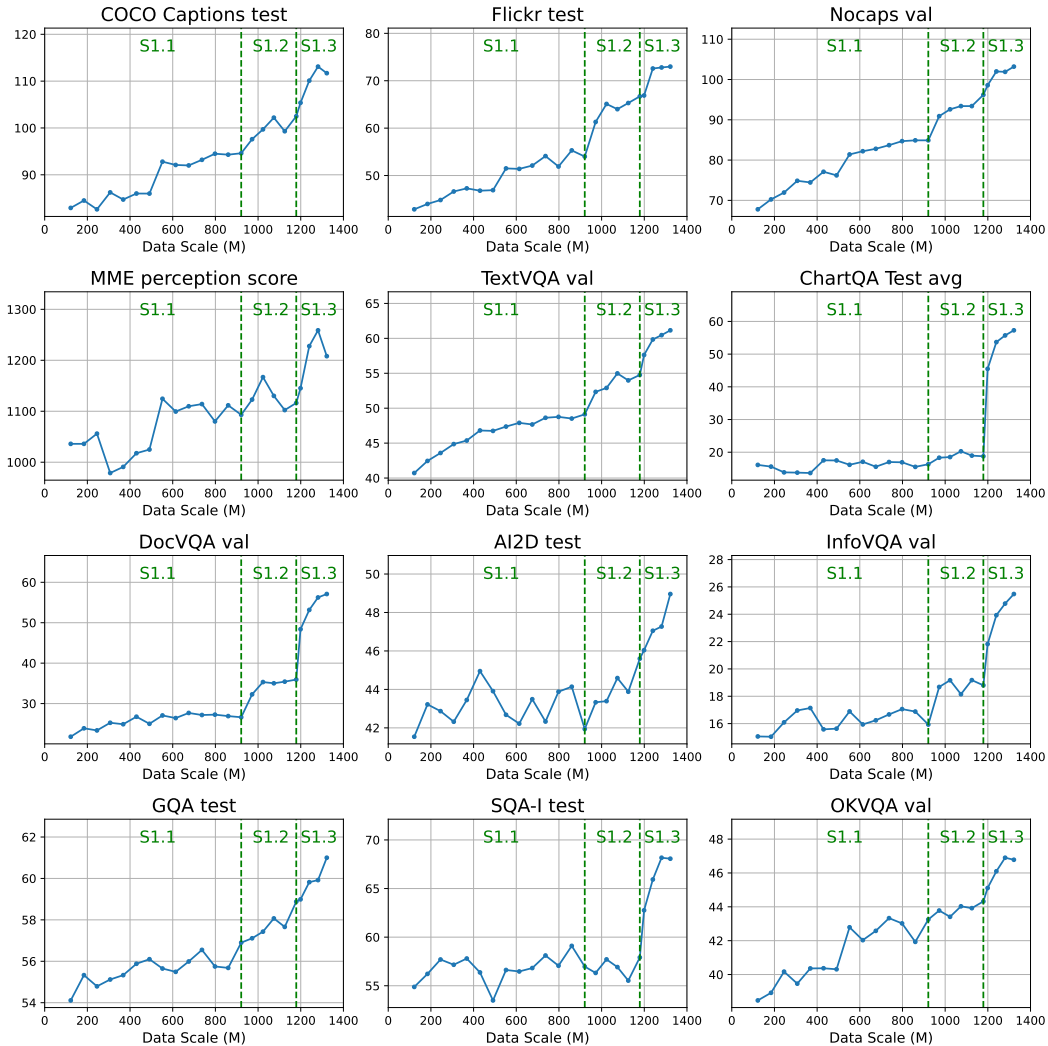 COCO Captions test
S1.1 S1.2 S1.3
120
110
100
90
0 200 400 600 800 1000 1200 1400
Data Scale (M)
Flickr test
S1.1 S1.2 S1.3
80
70
60
50
0 200 400 600 800 1000 1200 1400
Data Scale (M)
Nocaps val
S1.1 S1.2 S1.3
110
100
90
80
70
0 200 400 600 800 1000 1200 1400
Data Scale (M)
MME perception score
S1.1 S1.2 S1.3
1300
1200
1100
1000
0 200 400 600 800 1000 1200 1400
Data Scale (M)
TextVQA val
S1.1 S1.2 S1.3
65
60
55
50
45
40
0 200 400 600 800 1000 1200 1400
Data Scale (M)
ChartQA Test avg
S1.1 S1.2 S1.3
60
50
40
30
20
0 200 400 600 800 1000 1200 1400
Data Scale (M)
DocVQA val
S1.1 S1.2 S1.3
60
50
40
30
0 200 400 600 800 1000 1200 1400
Data Scale (M)
AI2D test
S1.1 S1.2 S1.3
50
48
46
44
42
0 200 400 600 800 1000 1200 1400
Data Scale (M)
InfoVQA val
S1.1 S1.2 S1.3
28
26
24
22
20
18
16
0 200 400 600 800 1000 1200 1400
Data Scale (M)
GQA test
S1.1 S1.2 S1.3
62
60
58
56
54
0 200 400 600 800 1000 1200 1400
Data Scale (M)
SQA-I test
S1.1 S1.2 S1.3
70
65
60
55
0 200 400 600 800 1000 1200 1400
Data Scale (M)
OKVQA val
S1.1 S1.2 S1.3
48
46
44
42
40
0 200 400 600 800 1000 1200 1400
Data Scale (M)